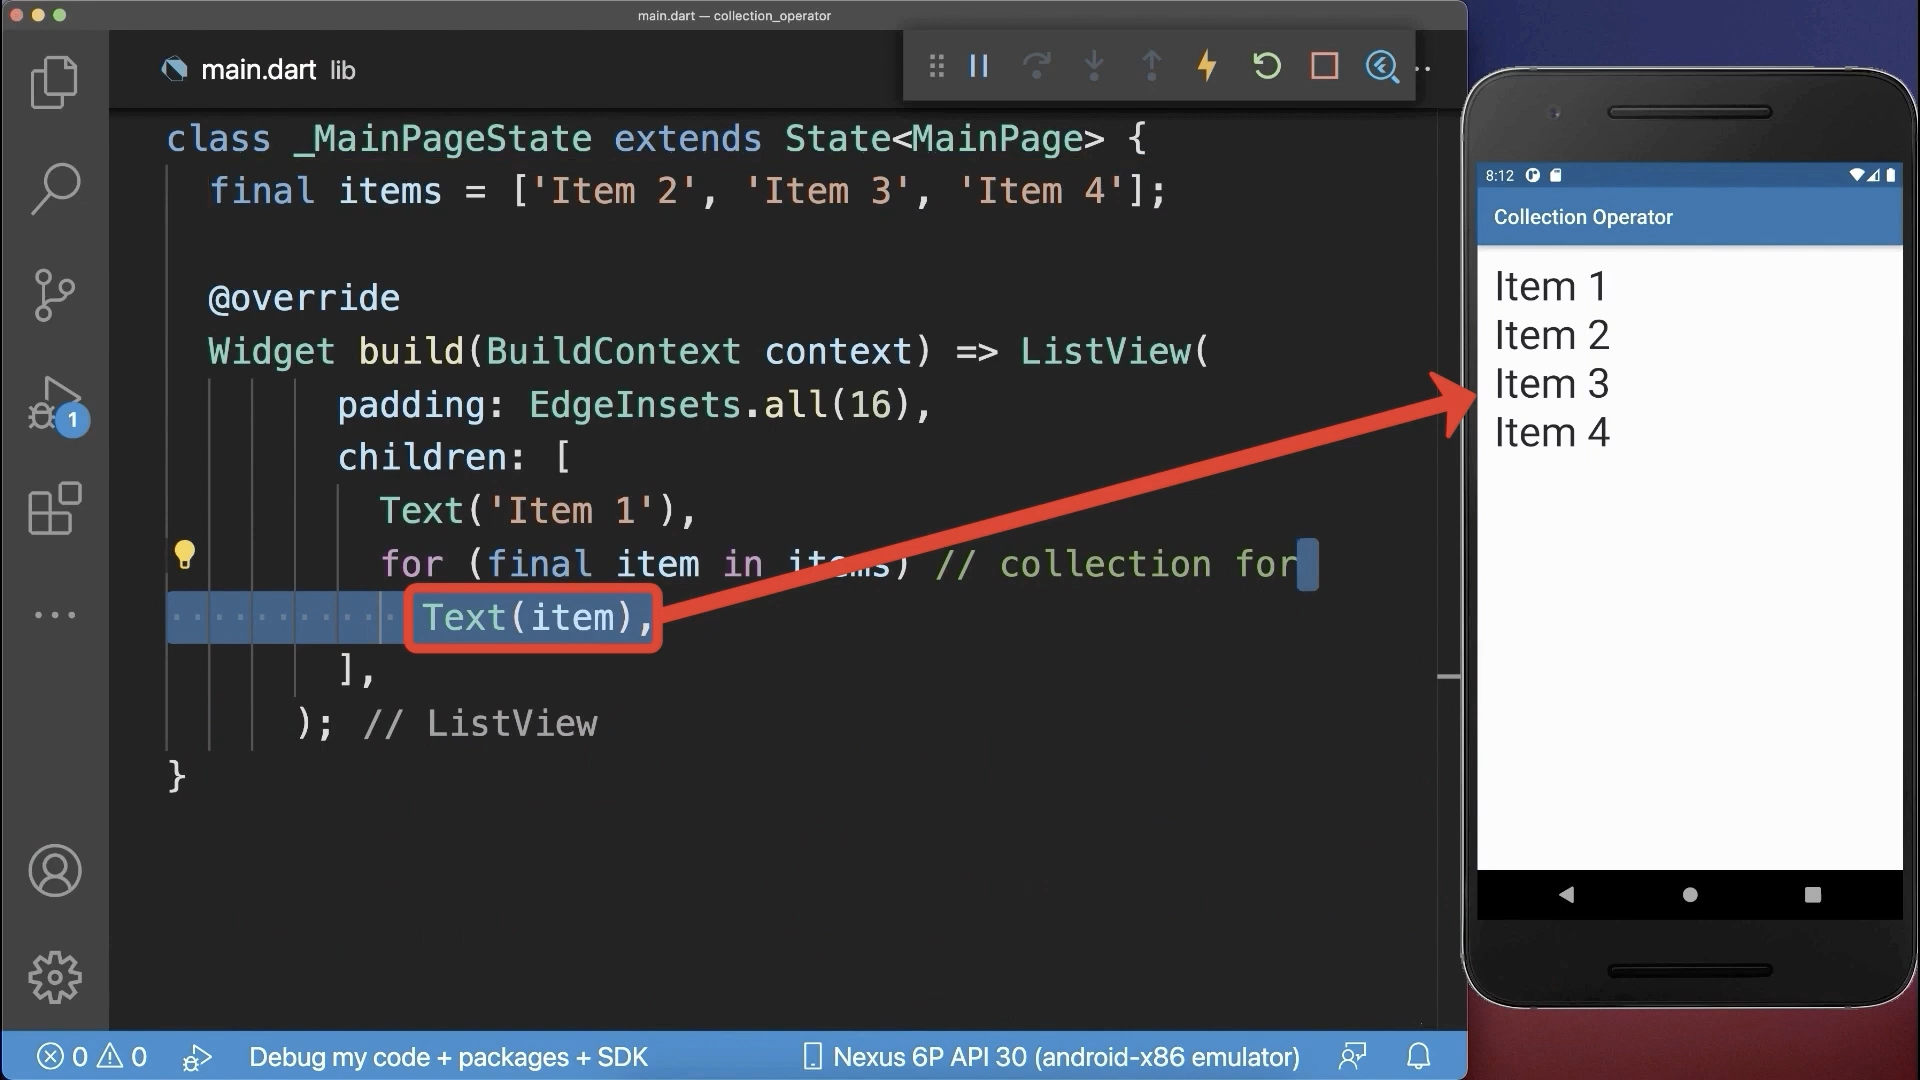 main.dart — collection_operator
main.dart lib
class _MainPageState extends State<MainPage> {
final items = ['Item 2', 'Item 3', 'Item 4'];
@override
Widget build(BuildContext context) => ListView(
padding: EdgeInsets.all(16),
children: [
Text('Item 1'),
for (final item in items) // collection for
Text(item),
],
); // ListView
}
1
0 0 Debug my code + packages + SDK Nexus 6P API 30 (android-x86 emulator)
8:12
Collection Operator
Item 1
Item 2
Item 3
Item 4